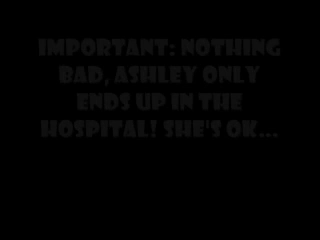 IMPORTANT: NOTHING
BAD, ASHLEY ONLY
ENDS UP IN THE
HOSPITAL! SHE'S OK...